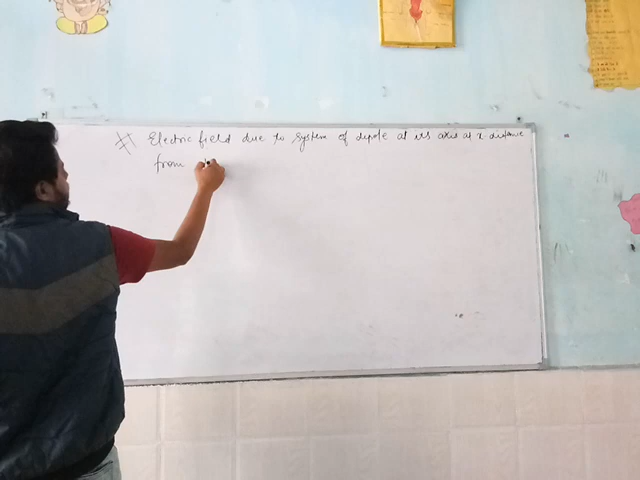 # Electric field due to system of dipole at its axis at x distance
from